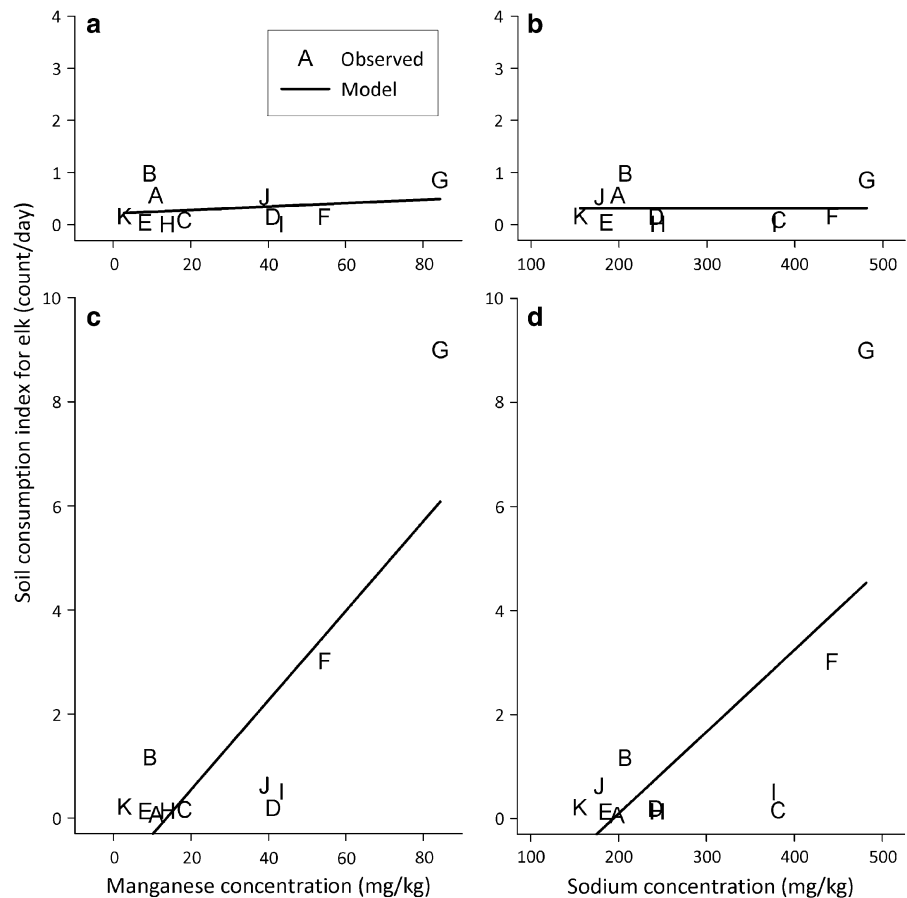 Soil consumption index for elk (count/day)
a
4
3
2
1
0
A Observed
Model
B
A
K E H C
J
D I
F
G
0 20 40 60 80
b
4
3
2
1
0
B
J A
K E
D
H
I C
F
G
100 200 300 400 500
c
10
8
6
4
2
0
G
F
B
K E A H C
J I
D
0 20 40 60 80
Manganese concentration (mg/kg)
d
10
8
6
4
2
0
G
F
B
J
K E A
D
H
I
C
100 200 300 400 500
Sodium concentration (mg/kg)